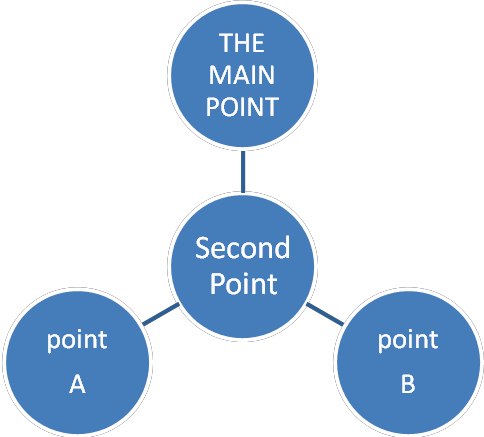 THE
MAIN
POINT
Second
Point
point
A
point
B